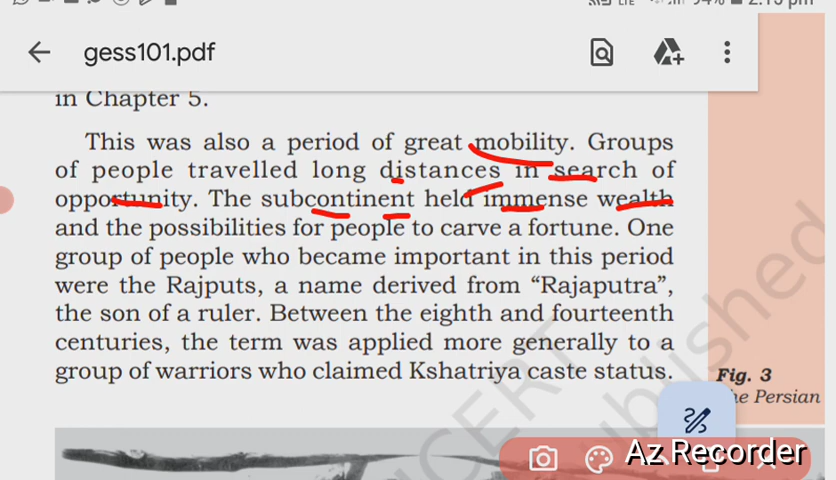 gess101.pdf
in Chapter 5.
This was also a period of great mobility. Groups
of people travelled long distances in search of
opportunity. The subcontinent held immense wealth
and the possibilities for people to carve a fortune. One
group of people who became important in this period
were the Rajputs, a name derived from “Rajaputra”,
the son of a ruler. Between the eighth and fourteenth
centuries, the term was applied more generally to a
group of warriors who claimed Kshatriya caste status.
Fig. 3
Persian
Az Recorder